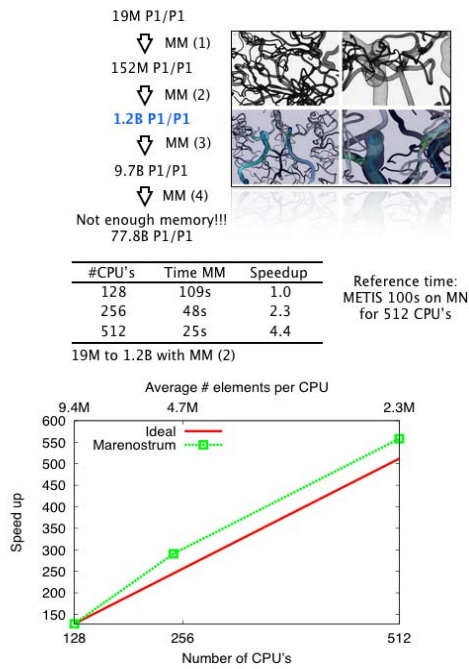 19M P1/P1
MM (1)
152M P1/P1
MM (2)
1.2B P1/P1
MM (3)
9.7B P1/P1
MM (4)
Not enough memory!!!
77.8B P1/P1
#CPU's Time MM Speedup
128 109s 1.0
256 48s 2.3
512 25s 4.4
19M to 1.2B with MM (2)
Reference time:
METIS 100s on MN
for 512 CPU's
Average # elements per CPU
9.4M 4.7M 2.3M
600
550
500
450
400
350
300
250
200
150
Speed up
Ideal
Marenostrum
128 256 512
Number of CPU's